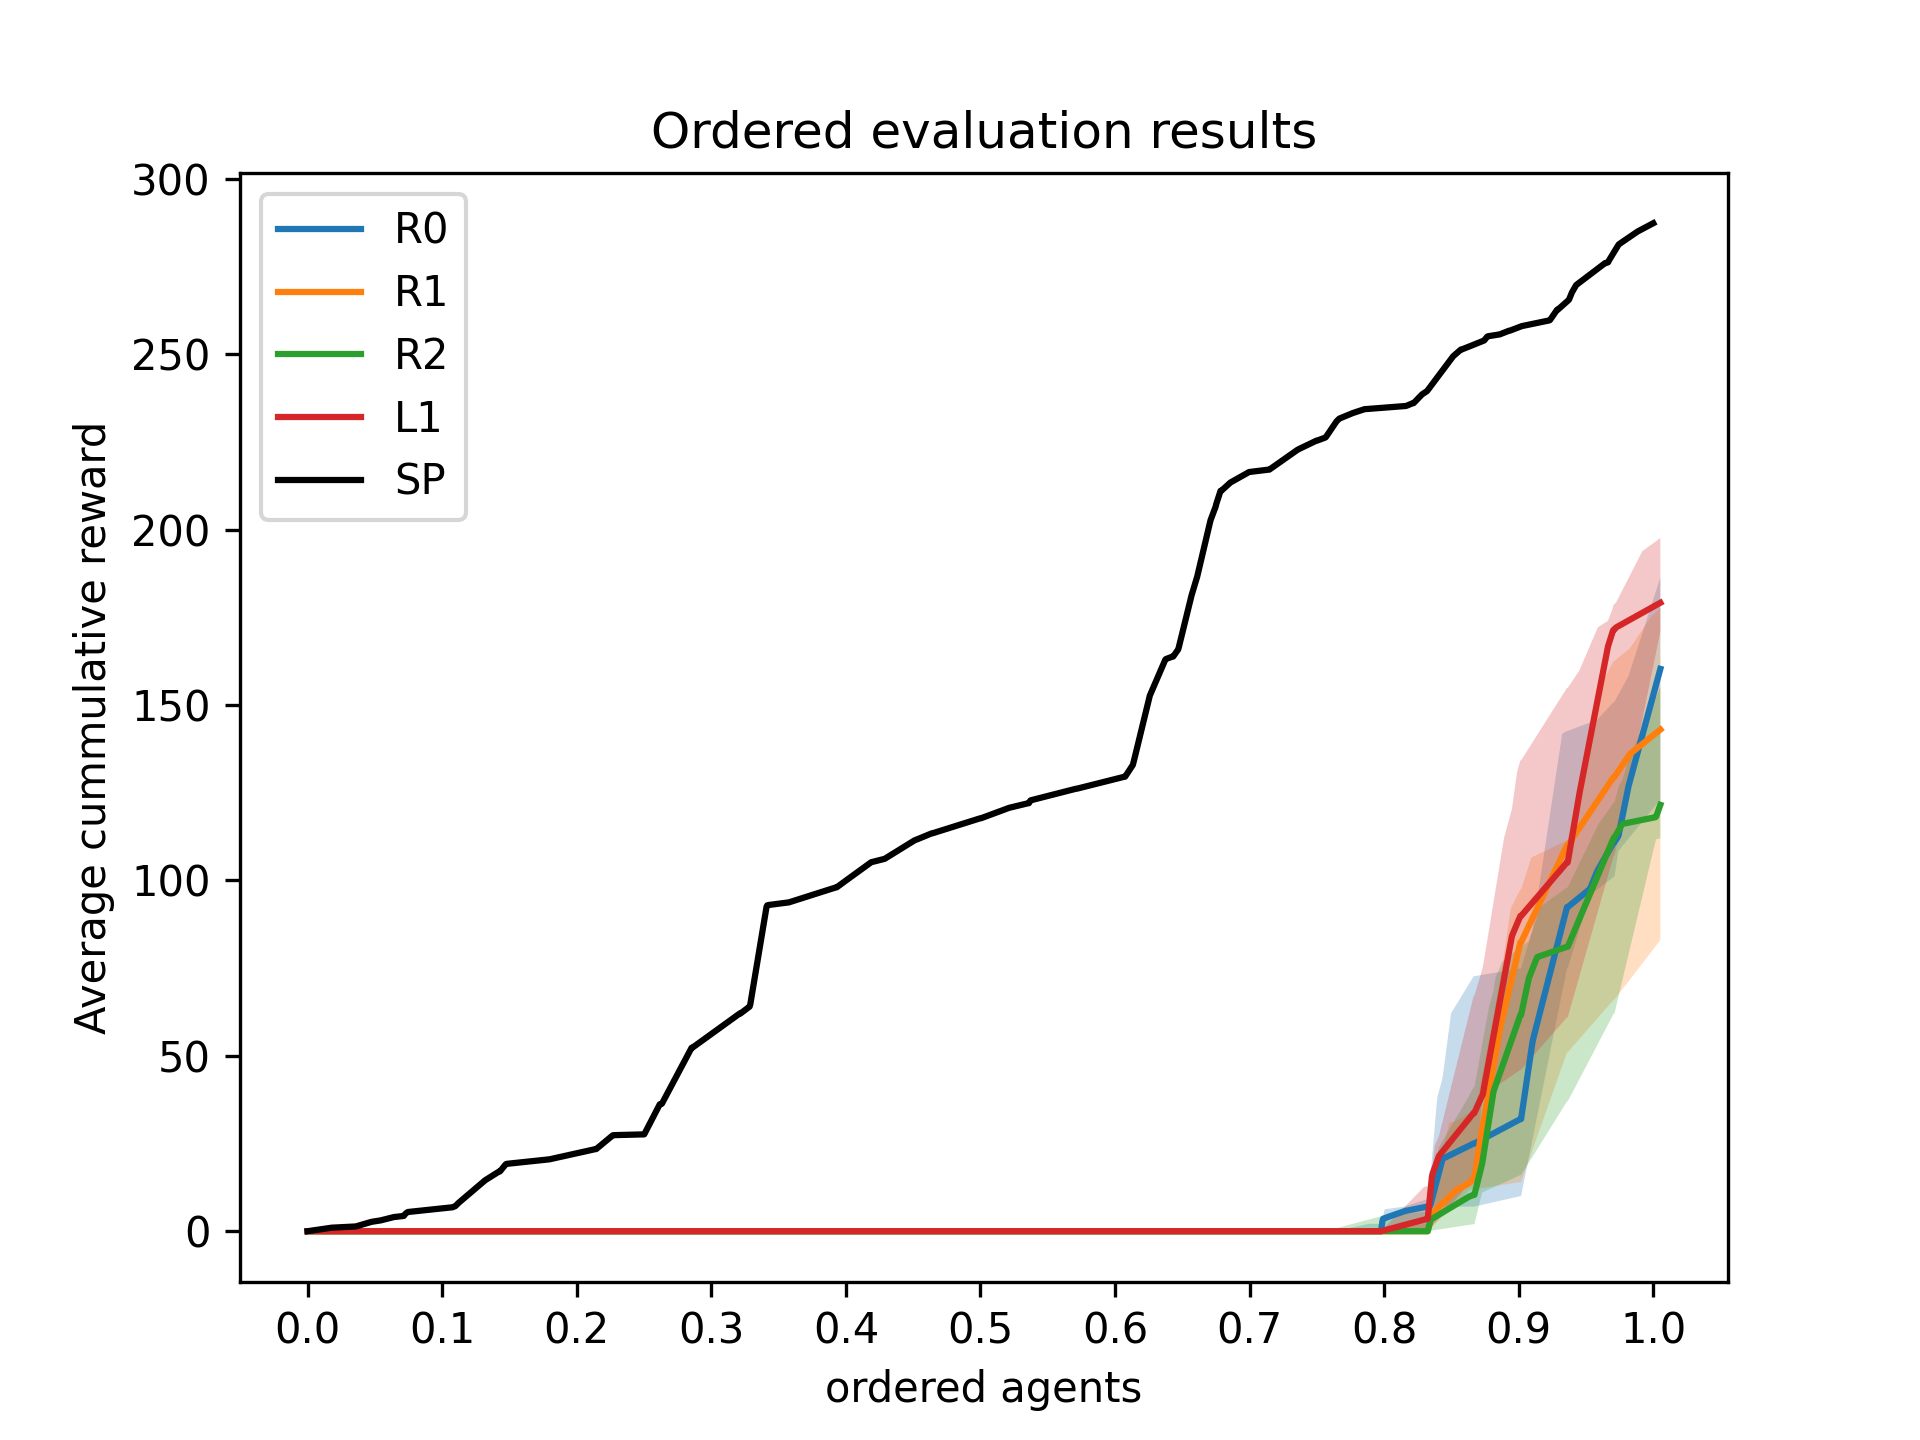 Ordered evaluation results
300
250
200
150
100
50
0
Average cummulative reward
R0
R1
R2
L1
SP
0.0 0.1 0.2 0.3 0.4 0.5 0.6 0.7 0.8 0.9 1.0
ordered agents